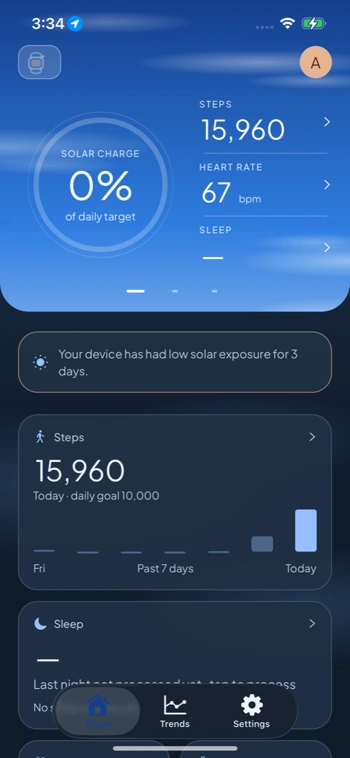 3:34
A
STEPS
15,960
HEART RATE
67 bpm
SLEEP
—
SOLAR CHARGE
0%
of daily target
Your device has had low solar exposure for 3
days.
Steps
15,960
Today · daily goal 10,000
Fri Past 7 days Today
Sleep
—
Last night not processed yet · tap to process
No
Trends Settings